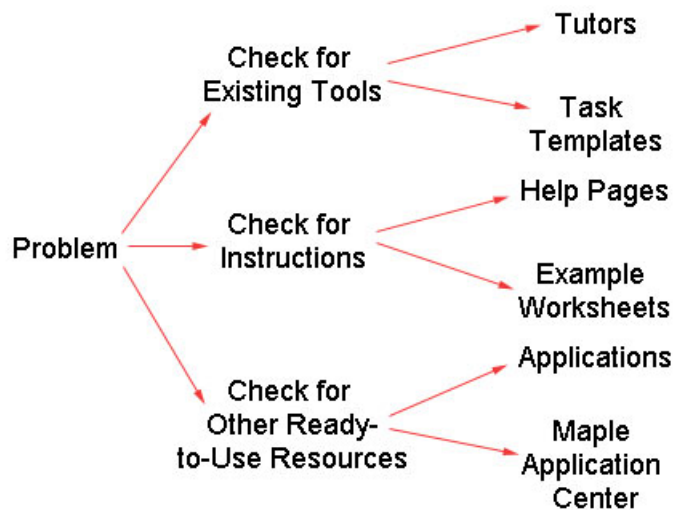 Problem
Check for
Existing Tools
Tutors
Task
Templates
Check for
Instructions
Help Pages
Example
Worksheets
Check for
Other Ready-
to-Use Resources
Applications
Maple
Application
Center